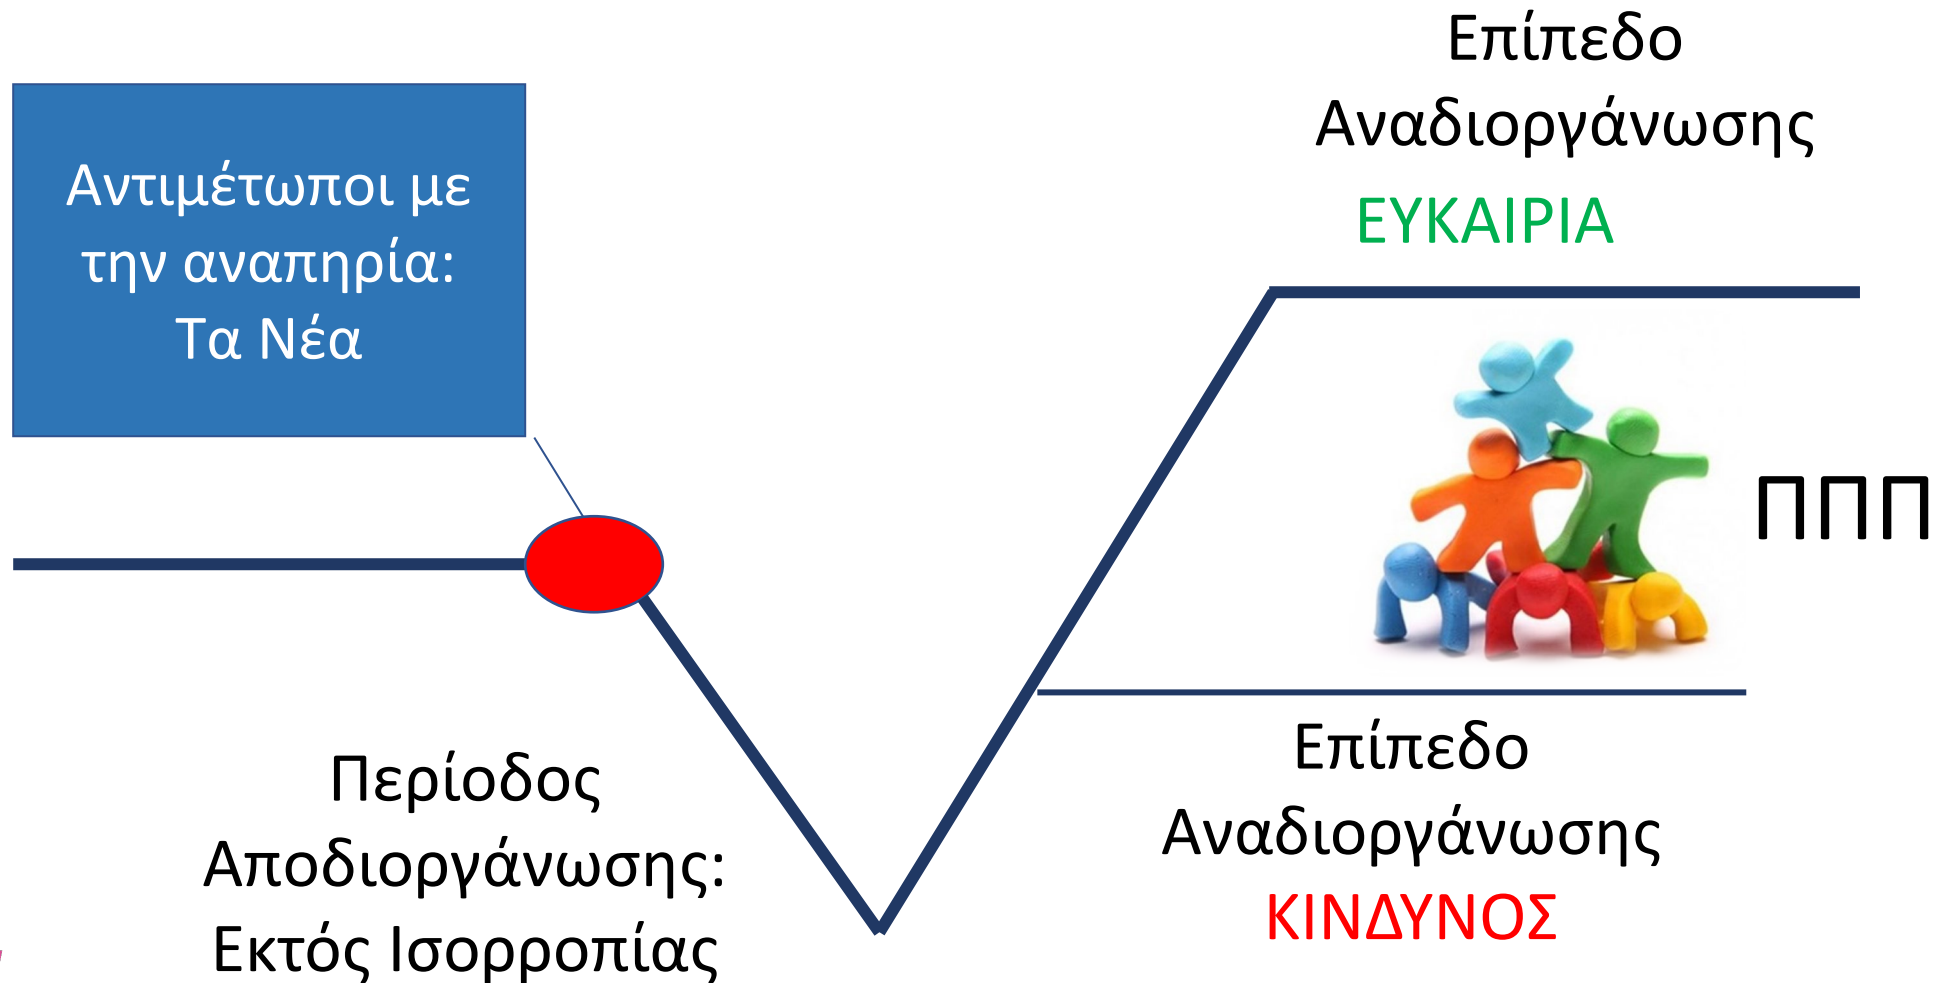 Αντιμέτωποι με
την αναπηρία:
Τα Νέα
Περίοδος
Αποδιοργάνωσης:
Εκτός Ισορροπίας
Επίπεδο
Αναδιοργάνωσης
ΕΥΚΑΙΡΙΑ
ΠΠΠ
Επίπεδο
Αναδιοργάνωσης
ΚΙΝΔΥΝΟΣ